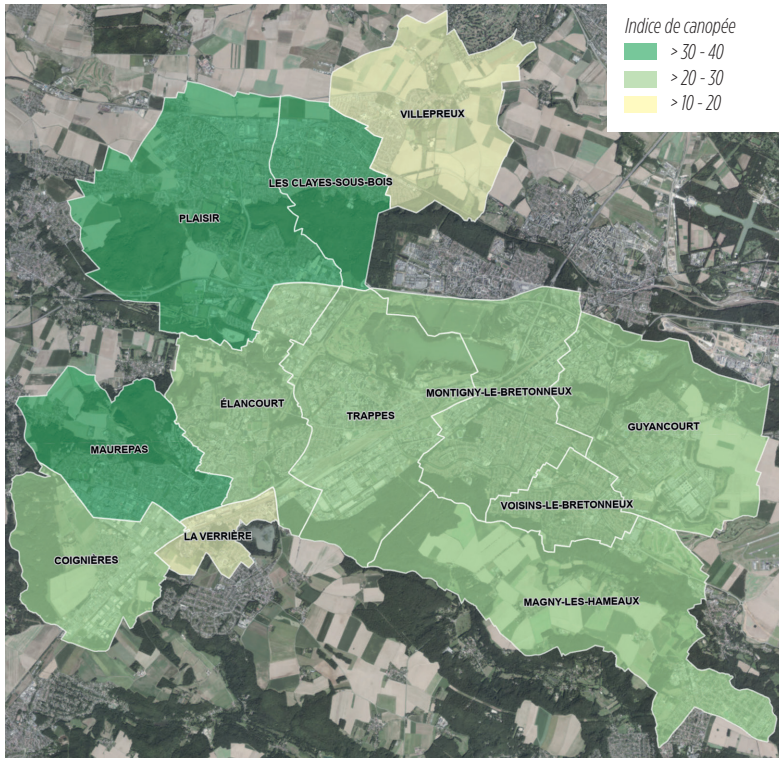 Indice de canopée
> 30 - 40
> 20 - 30
> 10 - 20
VILLEPREUX
LES CLAYES-SOUS-BOIS
PLAISIR
MONTIGNY-LE-BRETONNEUX
ÉLANCOURT
TRAPPES
GUYANCOURT
MAUREPAS
VOISINS-LE-BRETONNEUX
LA VERRIÈRE
COIGNIÈRES
MAGNY-LES-HAMEAUX